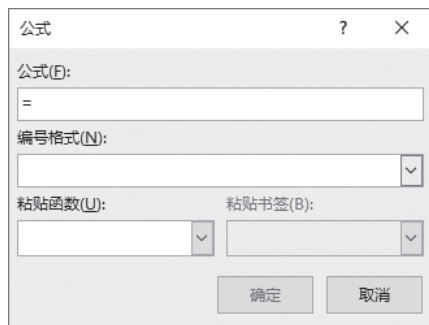 公式 ? ×
公式(F):
=
编号格式(N):
粘贴函数(U): 粘贴书签(B):
确定 取消